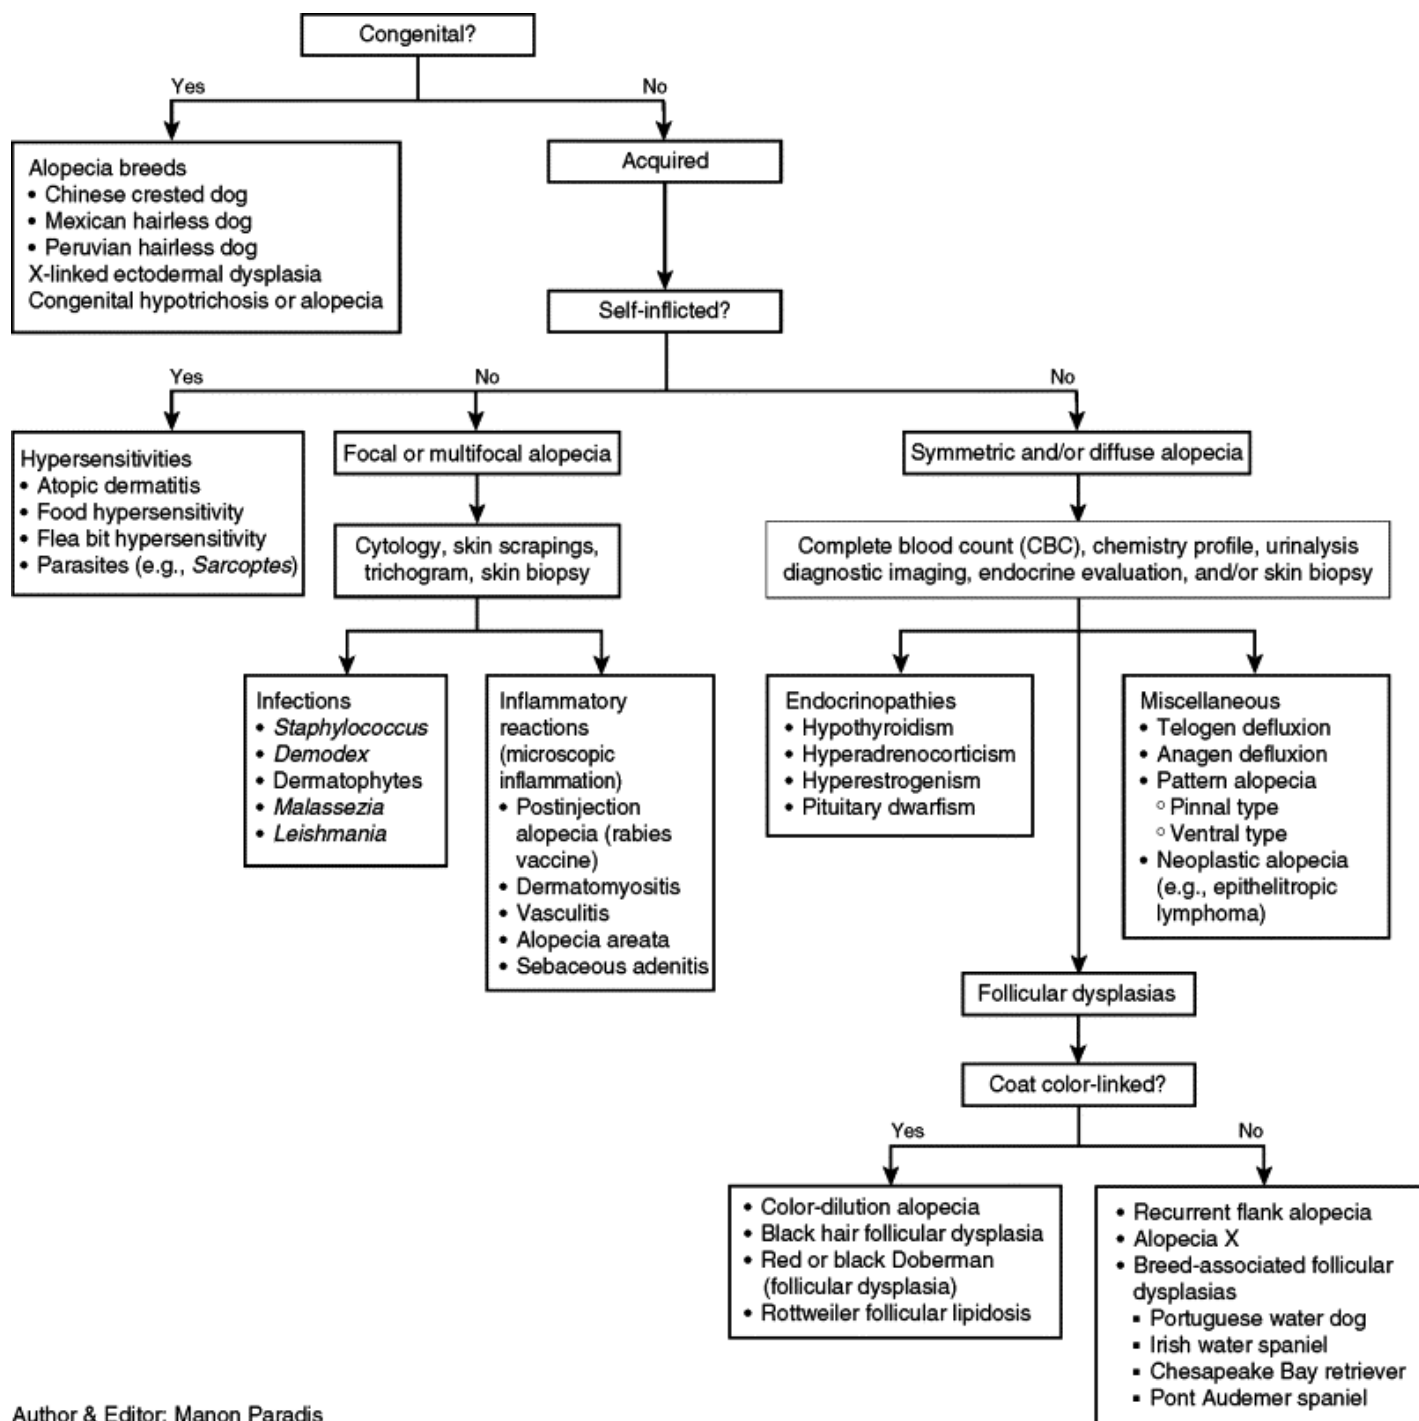 Congenital?
Yes
No
Alopecia breeds
• Chinese crested dog
• Mexican hairless dog
• Peruvian hairless dog
X-linked ectodermal dysplasia
Congenital hypotrichosis or alopecia
Acquired
Self-inflicted?
Yes
No
No
Hypersensitivities
• Atopic dermatitis
• Food hypersensitivity
• Flea bit hypersensitivity
• Parasites (e.g., Sarcoptes)
Focal or multifocal alopecia
Cytology, skin scrapings,
trichogram, skin biopsy
Infections
• Staphylococcus
• Demodex
• Dermatophytes
• Malassezia
• Leishmania
Inflammatory
reactions
(microscopic
inflammation)
• Postinjection
alopecia (rabies
vaccine)
• Dermatomyositis
• Vasculitis
• Alopecia areata
• Sebaceous adenitis
Symmetric and/or diffuse alopecia
Complete blood count (CBC), chemistry profile, urinalysis
diagnostic imaging, endocrine evaluation, and/or skin biopsy
Endocrinopathies
• Hypothyroidism
• Hyperadrenocorticism
• Hyperestrogenism
• Pituitary dwarfism
Miscellaneous
• Telogen defluxion
• Anagen defluxion
• Pattern alopecia
○ Pinnal type
○ Ventral type
• Neoplastic alopecia
(e.g., epithelitropic
lymphoma)
Follicular dysplasias
Coat color-linked?
Yes
No
• Color-dilution alopecia
• Black hair follicular dysplasia
• Red or black Doberman
(follicular dysplasia)
• Rottweiler follicular lipidosis
• Recurrent flank alopecia
• Alopecia X
• Breed-associated follicular
dysplasias
▪ Portuguese water dog
▪ Irish water spaniel
▪ Chesapeake Bay retriever
▪ Pont Audemer spaniel
Author & Editor: Manon Paradis